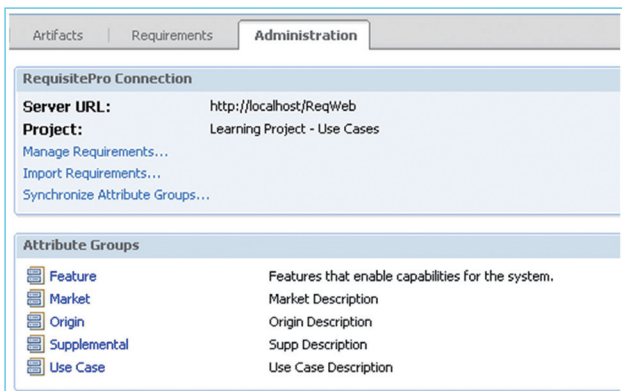 Artifacts Requirements Administration
RequisitePro Connection
Server URL: http://localhost/ReqWeb
Project: Learning Project - Use Cases
Manage Requirements...
Import Requirements...
Synchronize Attribute Groups...
Attribute Groups
Feature Features that enable capabilities for the system.
Market Market Description
Origin Origin Description
Supplemental Supp Description
Use Case Use Case Description